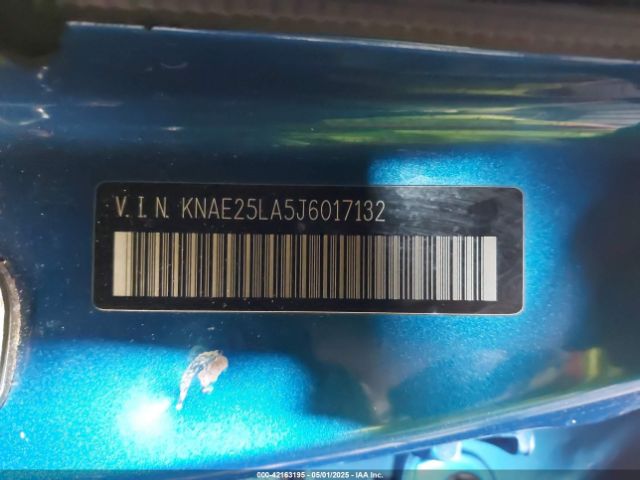 V.I.N. KNAE25LA5J6017132
000-42163195 - 05/01/2025 - IAA Inc.